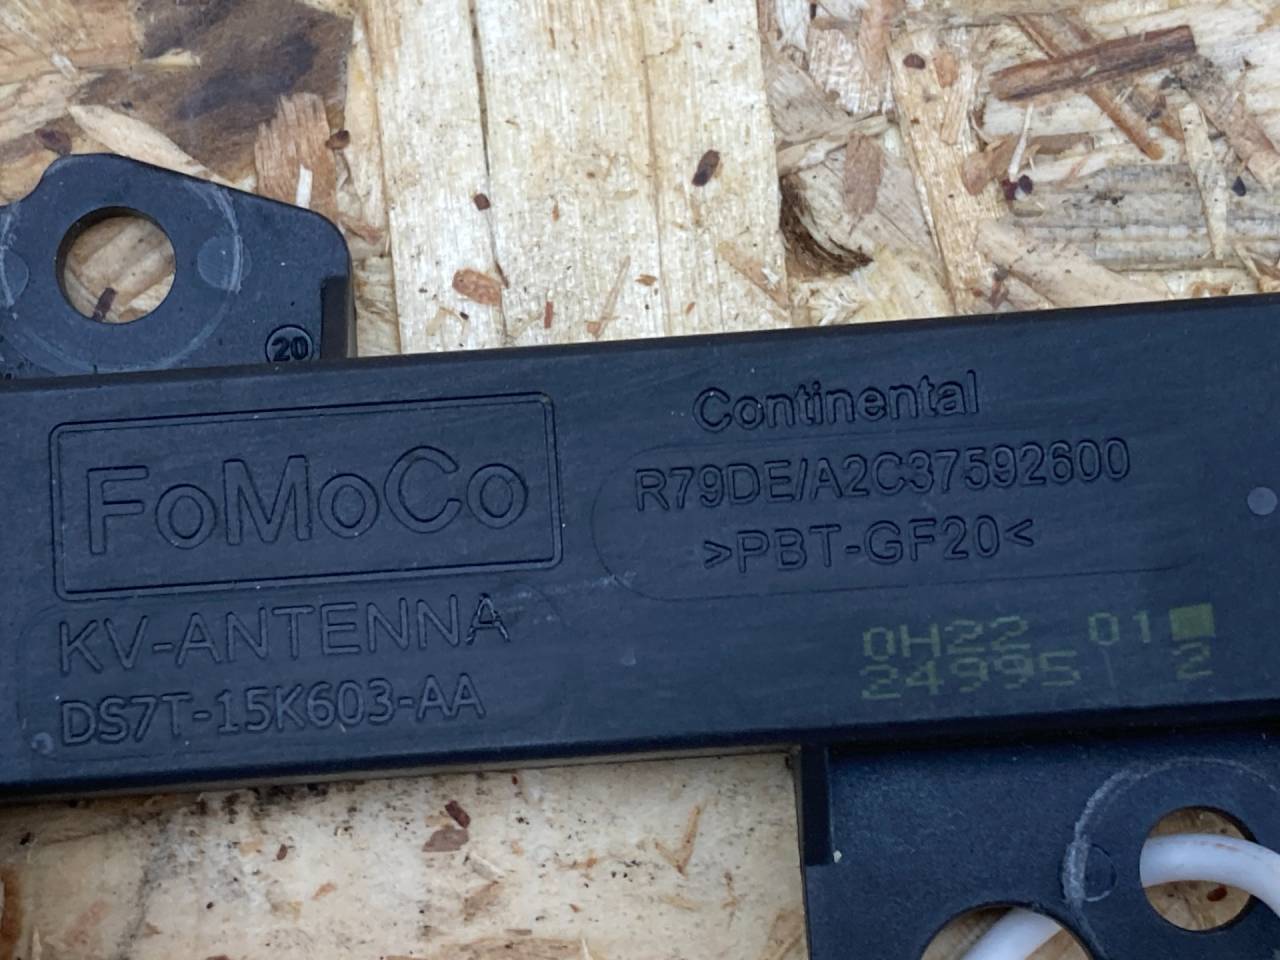 20
FoMoCo
KV-ANTENNA
DS7T-15K603-AA
Continental
R79DE/A2C37592600
>PBT-GF20<
0H22 01
24995 2